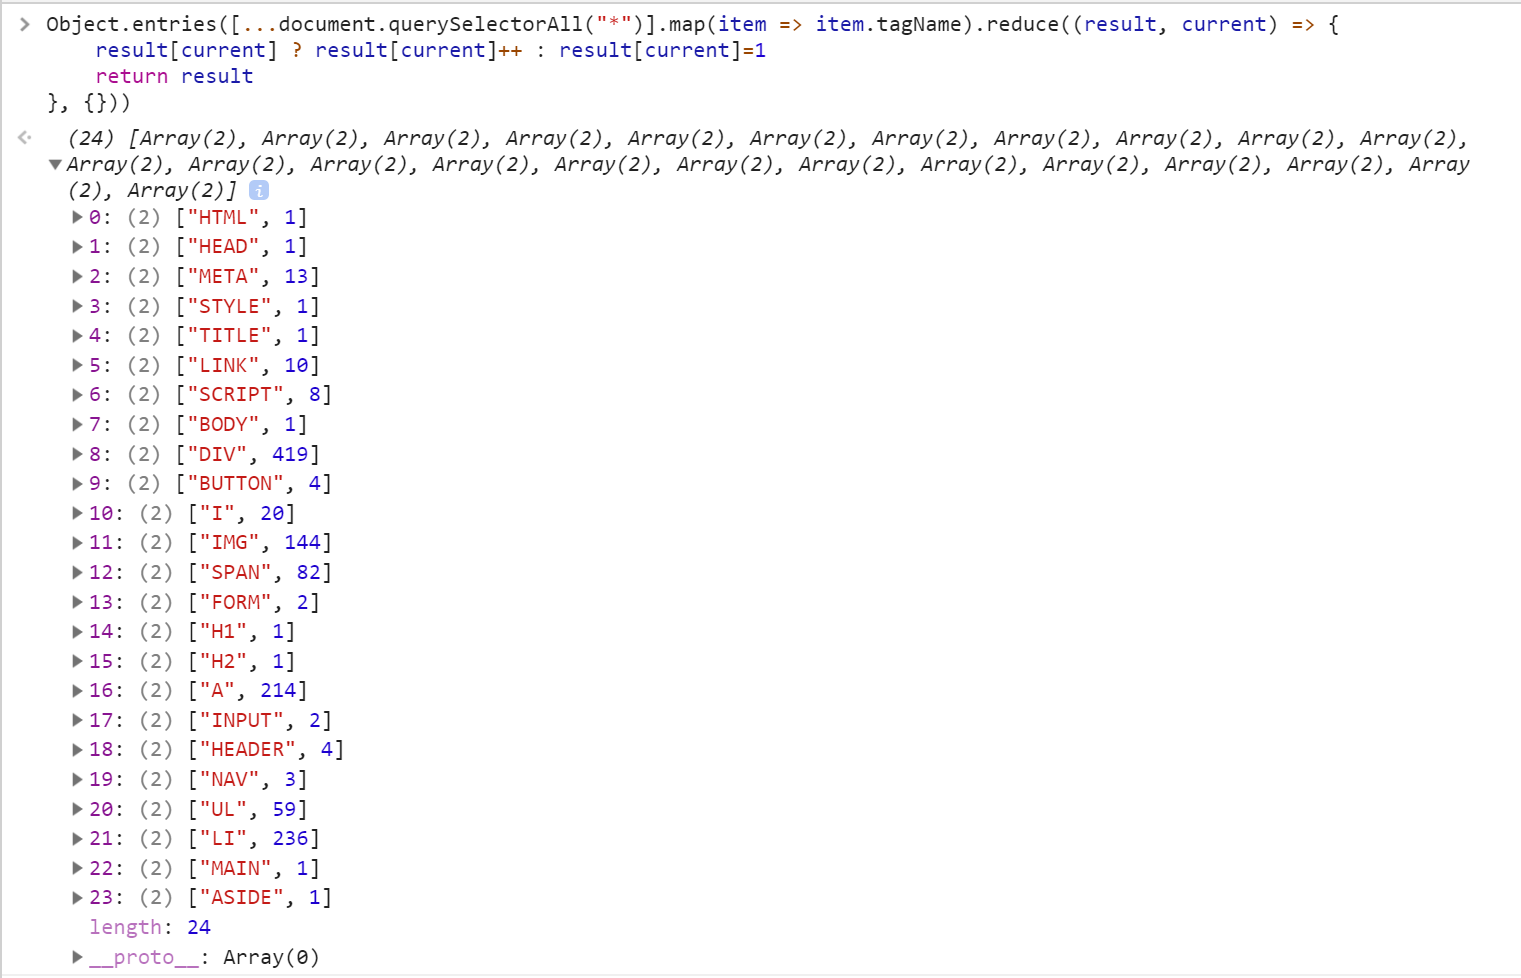 Object.entries([...document.querySelectorAll("*")].map(item => item.tagName).reduce((result, current) => {
result[current] ? result[current]++ : result[current]=1
return result
}, {}))
(24) [Array(2), Array(2), Array(2), Array(2), Array(2), Array(2), Array(2), Array(2), Array(2), Array(2), Array(2),
Array(2), Array(2), Array(2), Array(2), Array(2), Array(2), Array(2), Array(2), Array(2), Array(2), Array(2), Array
(2), Array(2)] i
0: (2) ["HTML", 1]
1: (2) ["HEAD", 1]
2: (2) ["META", 13]
3: (2) ["STYLE", 1]
4: (2) ["TITLE", 1]
5: (2) ["LINK", 10]
6: (2) ["SCRIPT", 8]
7: (2) ["BODY", 1]
8: (2) ["DIV", 419]
9: (2) ["BUTTON", 4]
10: (2) ["I", 20]
11: (2) ["IMG", 144]
12: (2) ["SPAN", 82]
13: (2) ["FORM", 2]
14: (2) ["H1", 1]
15: (2) ["H2", 1]
16: (2) ["A", 214]
17: (2) ["INPUT", 2]
18: (2) ["HEADER", 4]
19: (2) ["NAV", 3]
20: (2) ["UL", 59]
21: (2) ["LI", 236]
22: (2) ["MAIN", 1]
23: (2) ["ASIDE", 1]
length: 24
__proto__: Array(0)